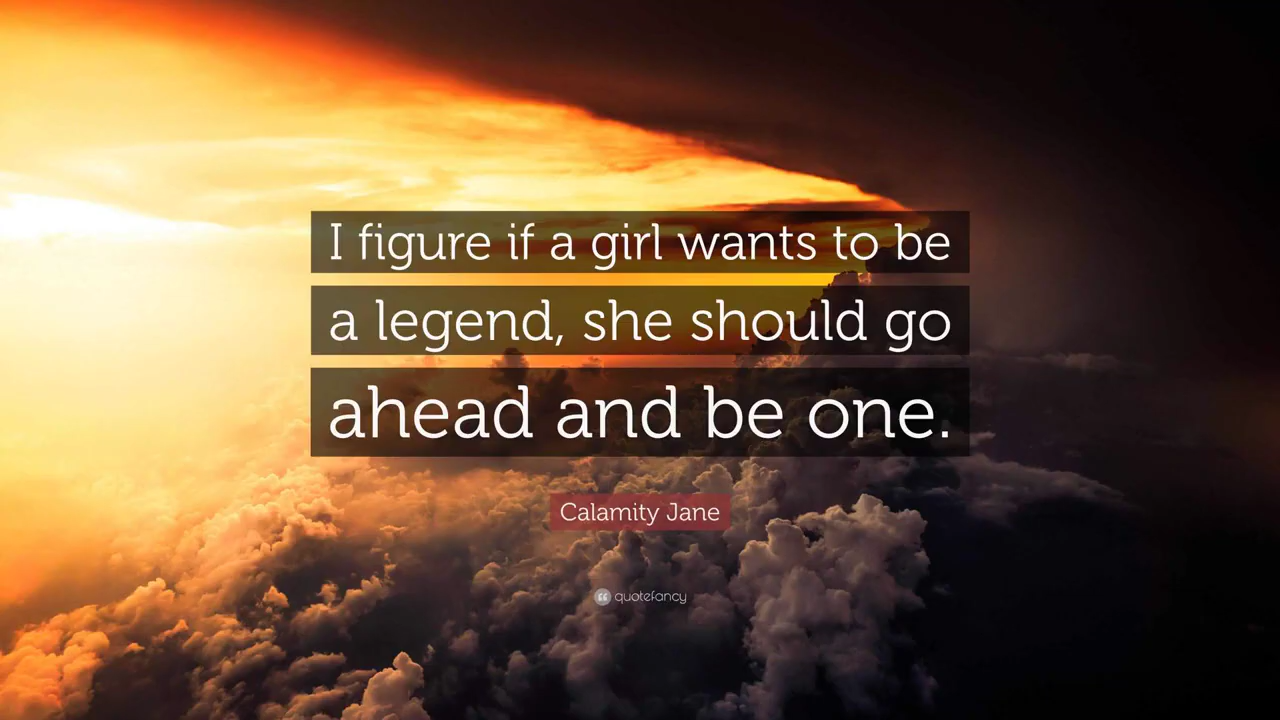 I figure if a girl wants to be
a legend, she should go
ahead and be one.
Calamity Jane
quotefancy